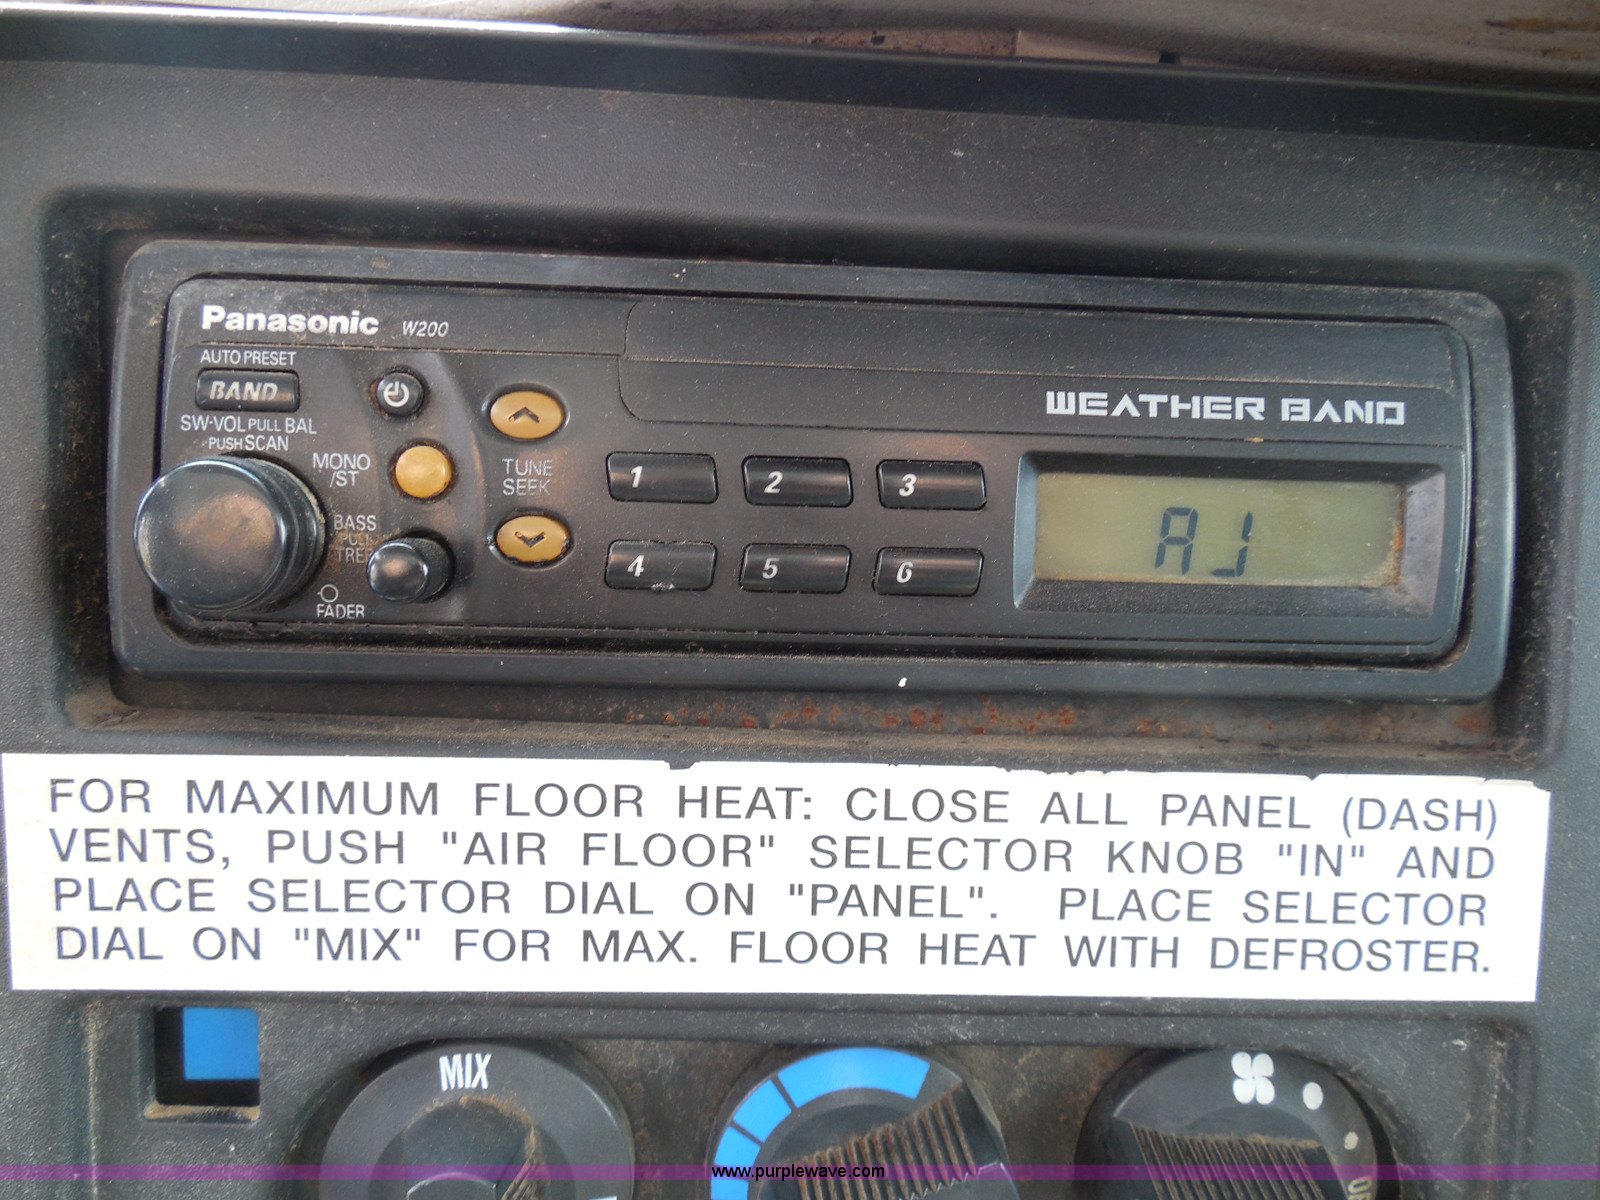 Panasonic W200
AUTO PRESET
BAND
SW-VOL PULL BAL
PUSH SCAN
MONO
/ST
BASS
PULL
TRE
FADER
TUNE
SEEK
1 2 3
4 5 6
WEATHER BAND
FOR MAXIMUM FLOOR HEAT: CLOSE ALL PANEL (DASH)
VENTS, PUSH "AIR FLOOR" SELECTOR KNOB "IN" AND
PLACE SELECTOR DIAL ON "PANEL". PLACE SELECTOR
DIAL ON "MIX" FOR MAX. FLOOR HEAT WITH DEFROSTER.
MIX
www.purplewave.com